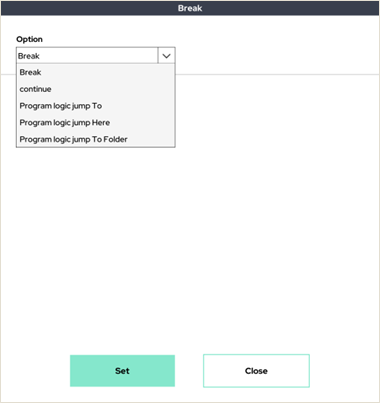 Break
Option
Break
Break
continue
Program logic jump To
Program logic jump Here
Program logic jump To Folder
Set
Close